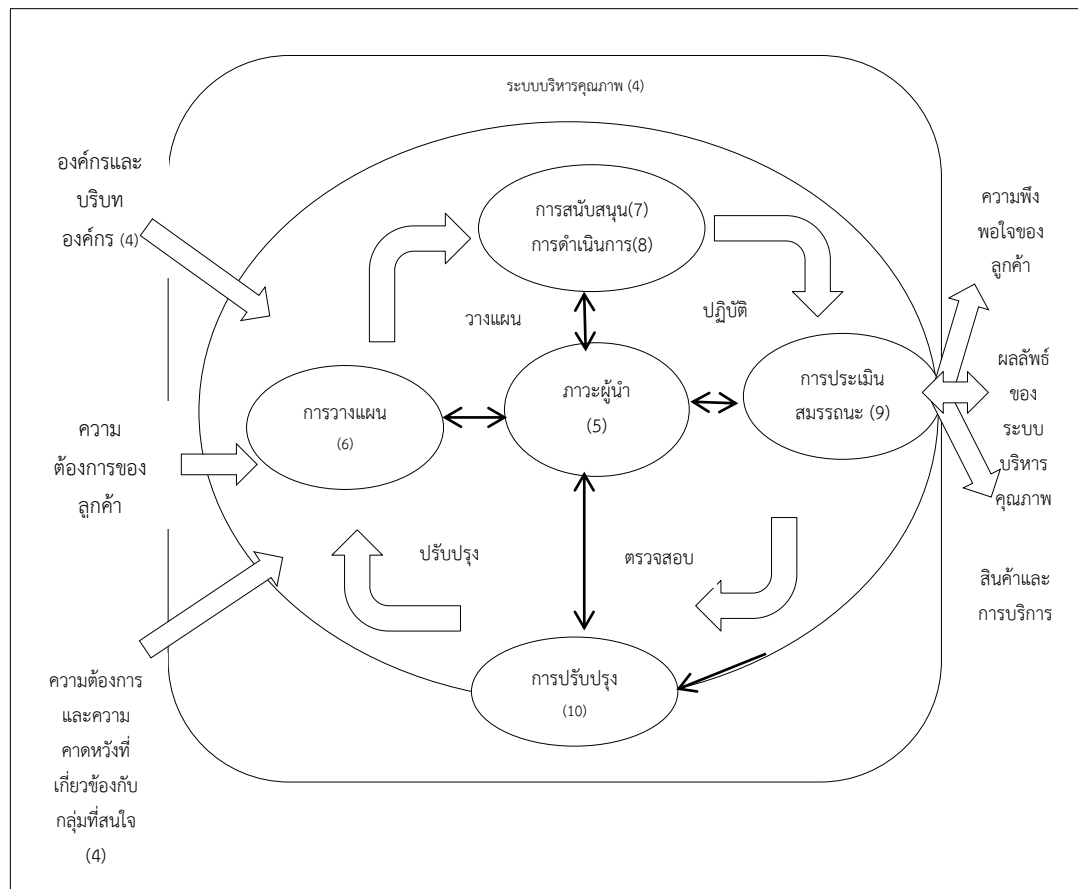 ระบบบริหารคุณภาพ (4)
องค์กรและ
บริบท
องค์กร (4)
ความ
ต้องการของ
ลูกค้า
ความต้องการ
และความ
คาดหวังที่
เกี่ยวข้องกับ
กลุ่มที่สนใจ
(4)
การสนับสนุน(7)
การดำเนินการ(8)
วางแผน
ปฏิบัติ
การวางแผน
(6)
ภาวะผู้นำ
(5)
การประเมิน
สมรรถนะ (9)
ปรับปรุง
ตรวจสอบ
การปรับปรุง
(10)
ความพึง
พอใจของ
ลูกค้า
ผลลัพธ์
ของ
ระบบ
บริหาร
คุณภาพ
สินค้าและ
การบริการ